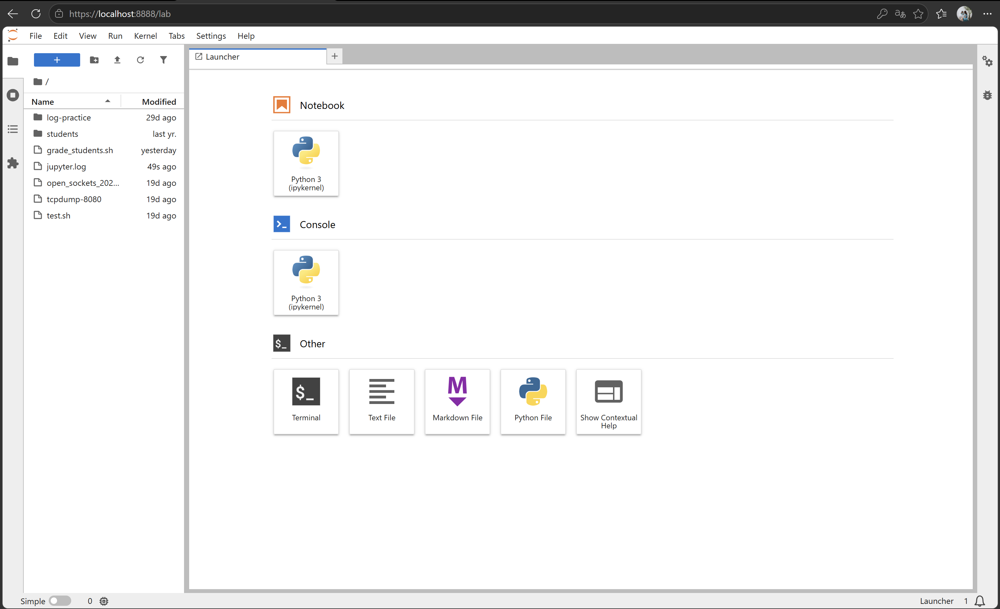 https://localhost:8888/lab
File Edit View Run Kernel Tabs Settings Help
+
Launcher
+
/
Name Modified
log-practice 29d ago
students last yr.
grade_students.sh yesterday
jupyter.log 49s ago
open_sockets_202... 19d ago
tcpdump-8080 19d ago
test.sh 19d ago
Notebook
Python 3
(ipykernel)
Console
Python 3
(ipykernel)
$_ Other
$_
M
Terminal
Text File
Markdown File
Python File
Show Contextual
Help
Simple 0
Launcher 1